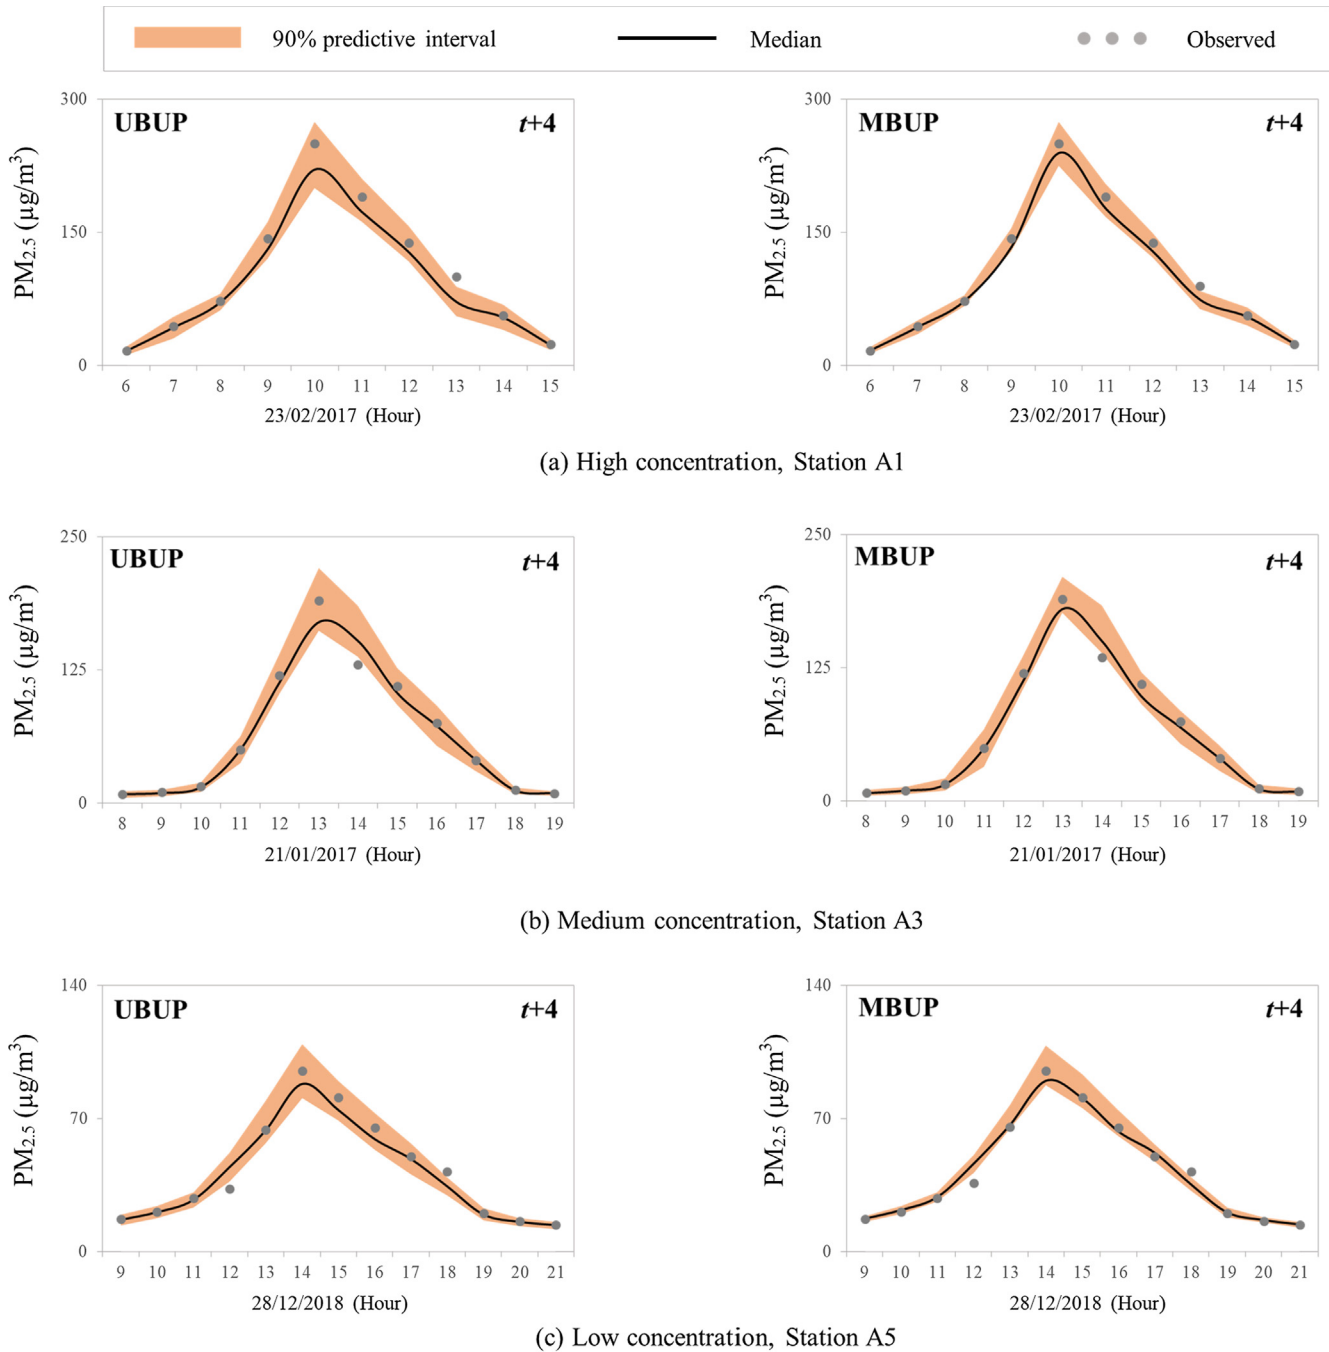 90% predictive interval Median Observed
UBUP t+4
PM2.5 (µg/m³)
300
150
0
6 7 8 9 10 11 12 13 14 15
23/02/2017 (Hour)
MBUP t+4
PM2.5 (µg/m³)
300
150
0
6 7 8 9 10 11 12 13 14 15
23/02/2017 (Hour)
(a) High concentration, Station A1
UBUP t+4
PM2.5 (µg/m³)
250
125
0
8 9 10 11 12 13 14 15 16 17 18 19
21/01/2017 (Hour)
MBUP t+4
PM2.5 (µg/m³)
250
125
0
8 9 10 11 12 13 14 15 16 17 18 19
21/01/2017 (Hour)
(b) Medium concentration, Station A3
UBUP t+4
PM2.5 (µg/m³)
140
70
0
9 10 11 12 13 14 15 16 17 18 19 20 21
28/12/2018 (Hour)
MBUP t+4
PM2.5 (µg/m³)
140
70
0
9 10 11 12 13 14 15 16 17 18 19 20 21
28/12/2018 (Hour)
(c) Low concentration, Station A5